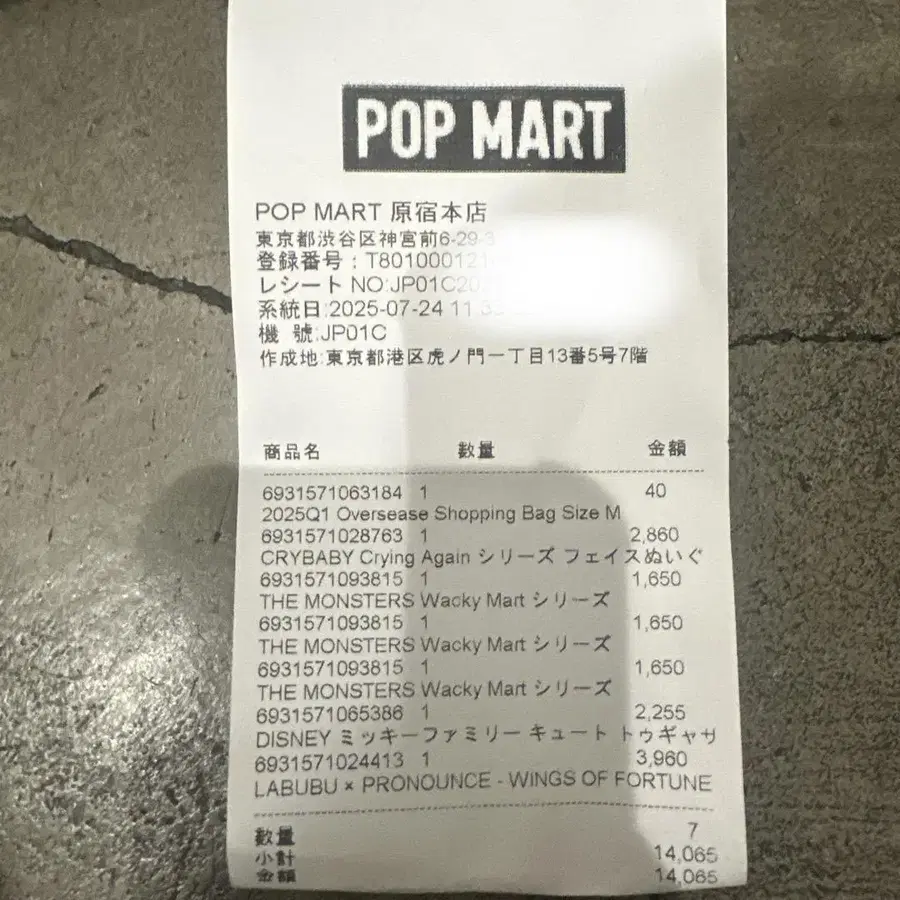 POP MART
POP MART 原宿本店
東京都渋谷区神宮前6-29-3
登録番号：T801000121
レシート NO:JP01C20
系統日:2025-07-24 11
機 號:JP01C
作成地:東京都港区虎ノ門一丁目13番5号7階
商品名 數量 金額
6931571063184 1 40
2025Q1 Oversease Shopping Bag Size M
6931571028763 1 2,860
CRYBABY Crying Again シリーズ フェイスぬいぐ
6931571093815 1 1,650
THE MONSTERS Wacky Mart シリーズ
6931571093815 1 1,650
THE MONSTERS Wacky Mart シリーズ
6931571093815 1 1,650
THE MONSTERS Wacky Mart シリーズ
6931571065386 1 2,255
DISNEY ミッキーファミリー キュート トゥギャザ
6931571024413 1 3,960
LABUBU × PRONOUNCE - WINGS OF FORTUNE
數量 7
小計 14,065
金額 14,065